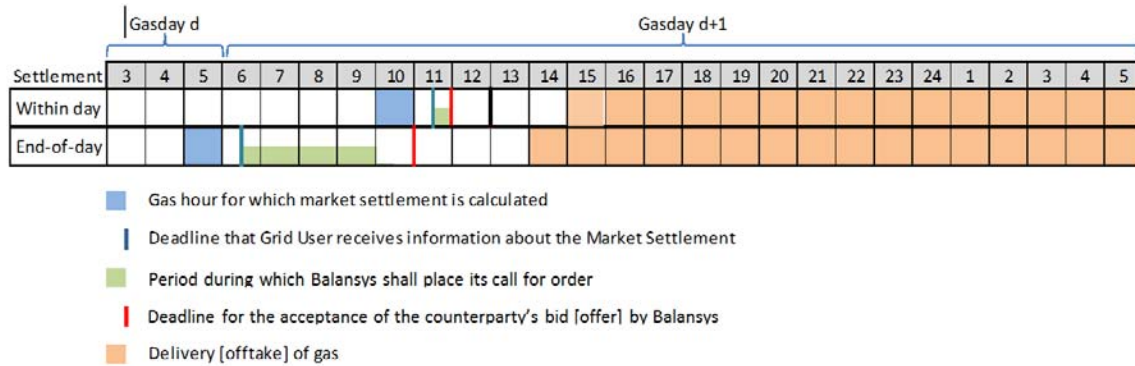 Gasday d Gasday d+1
Settlement 3 4 5 6 7 8 9 10 11 12 13 14 15 16 17 18 19 20 21 22 23 24 1 2 3 4 5
Within day
End-of-day
Gas hour for which market settlement is calculated
Deadline that Grid User receives information about the Market Settlement
Period during which Balansys shall place its call for order
Deadline for the acceptance of the counterparty's bid [offer] by Balansys
Delivery [offtake] of gas